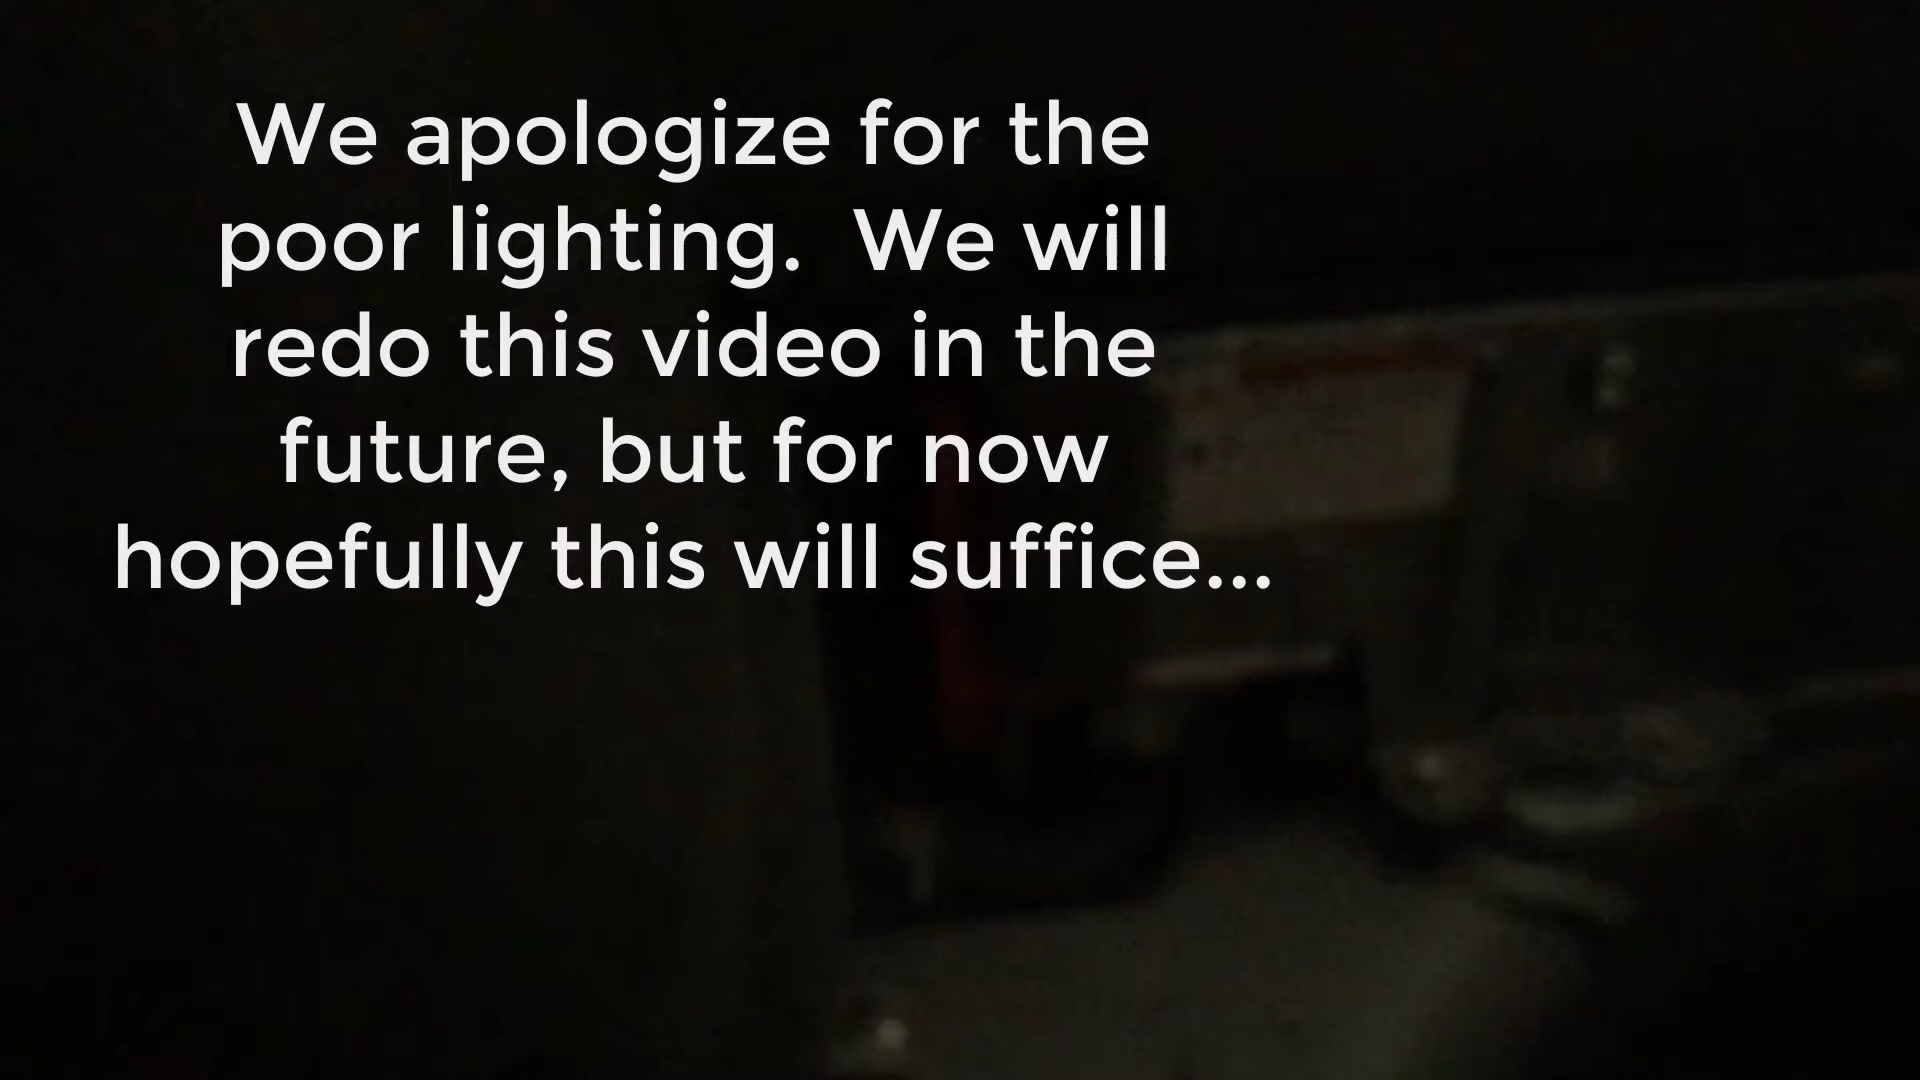 We apologize for the
poor lighting.  We will
redo this video in the
future, but for now
hopefully this will suffice...